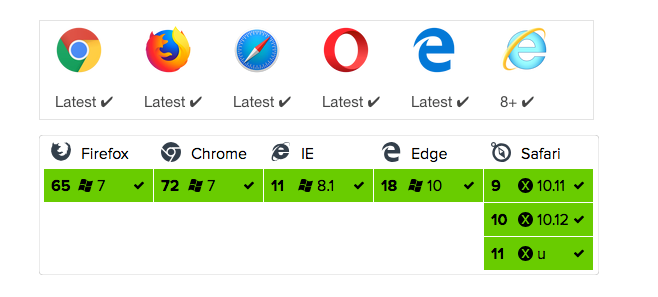 Latest ✔ Latest ✔ Latest ✔ Latest ✔ Latest ✔ 8+ ✔
Firefox Chrome IE Edge Safari
65 7 ✔ 72 7 ✔ 11 8.1 ✔ 18 10 ✔ 9 X 10.11 ✔
10 X 10.12 ✔
11 X u ✔